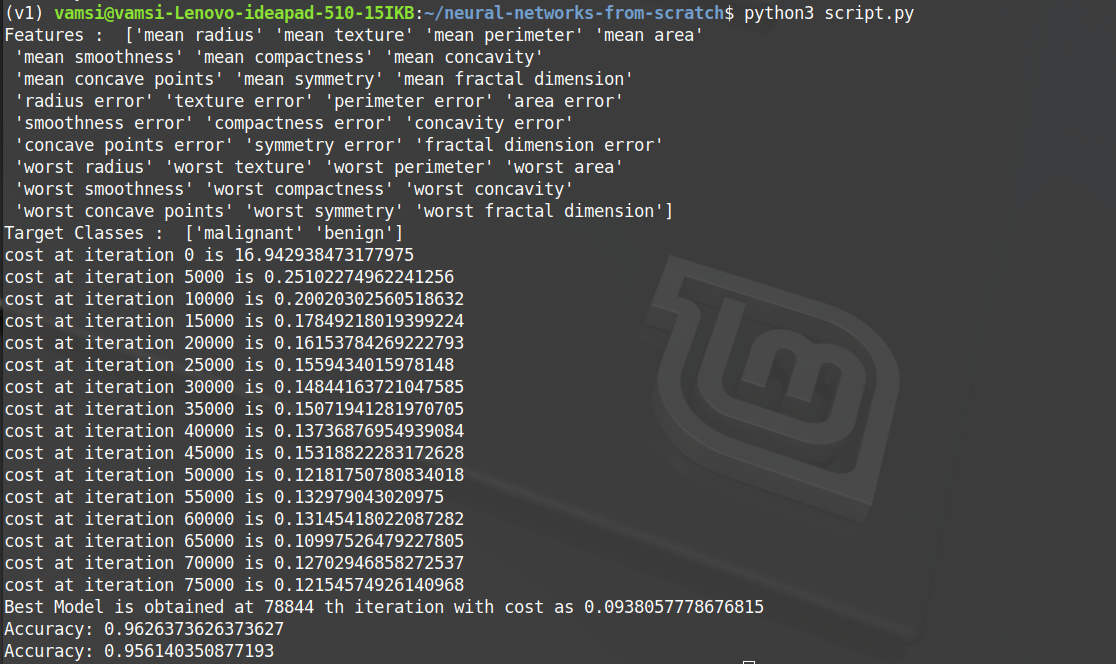 (v1) vamsi@vamsi-Lenovo-ideapad-510-15IKB:~/neural-networks-from-scratch$ python3 script.py
Features :  ['mean radius' 'mean texture' 'mean perimeter' 'mean area'
 'mean smoothness' 'mean compactness' 'mean concavity'
 'mean concave points' 'mean symmetry' 'mean fractal dimension'
 'radius error' 'texture error' 'perimeter error' 'area error'
 'smoothness error' 'compactness error' 'concavity error'
 'concave points error' 'symmetry error' 'fractal dimension error'
 'worst radius' 'worst texture' 'worst perimeter' 'worst area'
 'worst smoothness' 'worst compactness' 'worst concavity'
 'worst concave points' 'worst symmetry' 'worst fractal dimension']
Target Classes :  ['malignant' 'benign']
cost at iteration 0 is 16.942938473177975
cost at iteration 5000 is 0.25102274962241256
cost at iteration 10000 is 0.20020302560518632
cost at iteration 15000 is 0.17849218019399224
cost at iteration 20000 is 0.16153784269222793
cost at iteration 25000 is 0.1559434015978148
cost at iteration 30000 is 0.14844163721047585
cost at iteration 35000 is 0.15071941281970705
cost at iteration 40000 is 0.13736876954939084
cost at iteration 45000 is 0.15318822283172628
cost at iteration 50000 is 0.12181750780834018
cost at iteration 55000 is 0.132979043020975
cost at iteration 60000 is 0.13145418022087282
cost at iteration 65000 is 0.10997526479227805
cost at iteration 70000 is 0.12702946858272537
cost at iteration 75000 is 0.12154574926140968
Best Model is obtained at 78844 th iteration with cost as 0.0938057778676815
Accuracy: 0.9626373626373627
Accuracy: 0.956140350877193